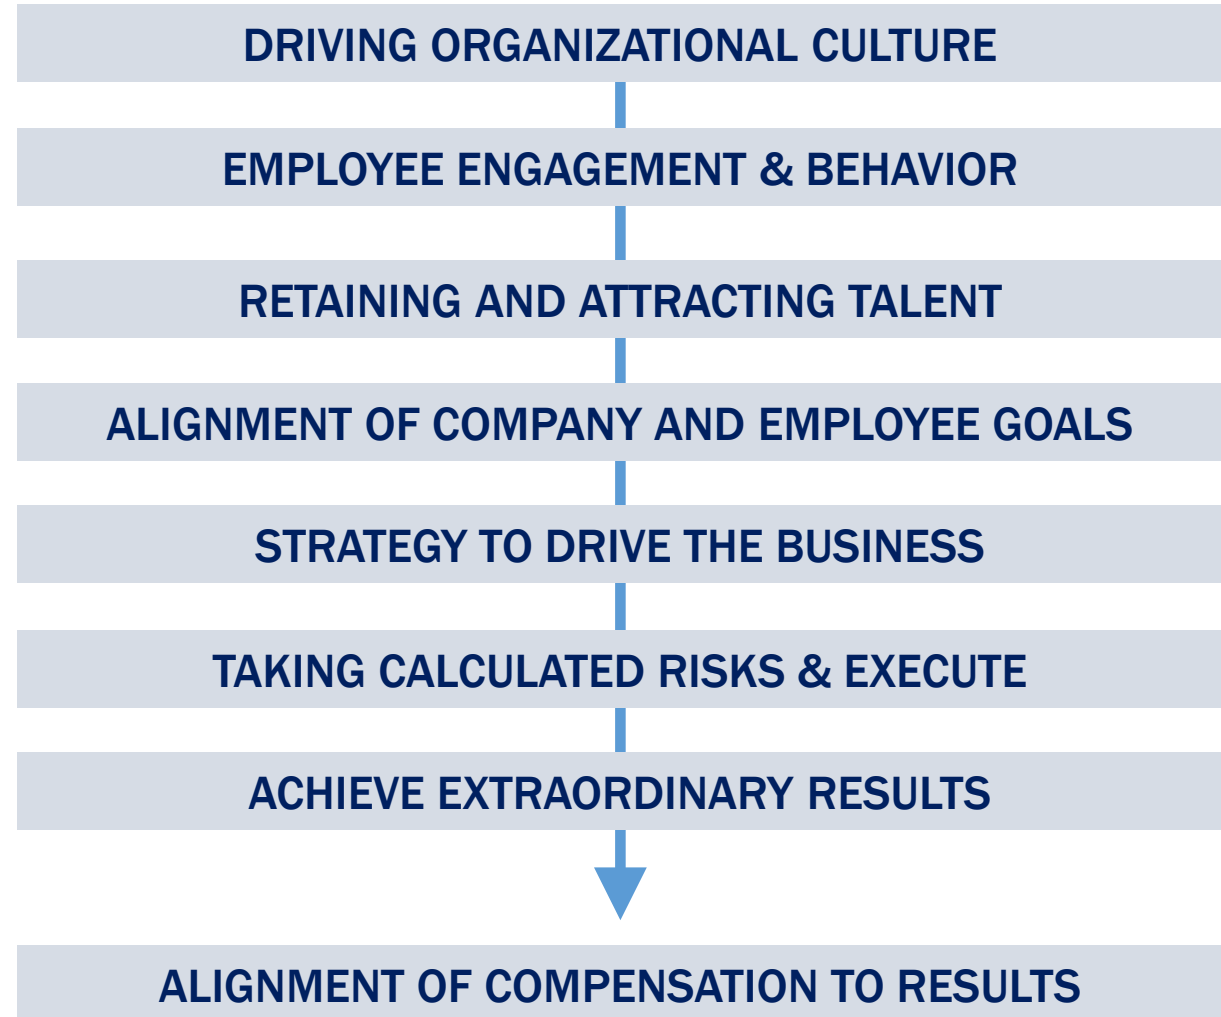 DRIVING ORGANIZATIONAL CULTURE
EMPLOYEE ENGAGEMENT & BEHAVIOR
RETAINING AND ATTRACTING TALENT
ALIGNMENT OF COMPANY AND EMPLOYEE GOALS
STRATEGY TO DRIVE THE BUSINESS
TAKING CALCULATED RISKS & EXECUTE
ACHIEVE EXTRAORDINARY RESULTS
ALIGNMENT OF COMPENSATION TO RESULTS